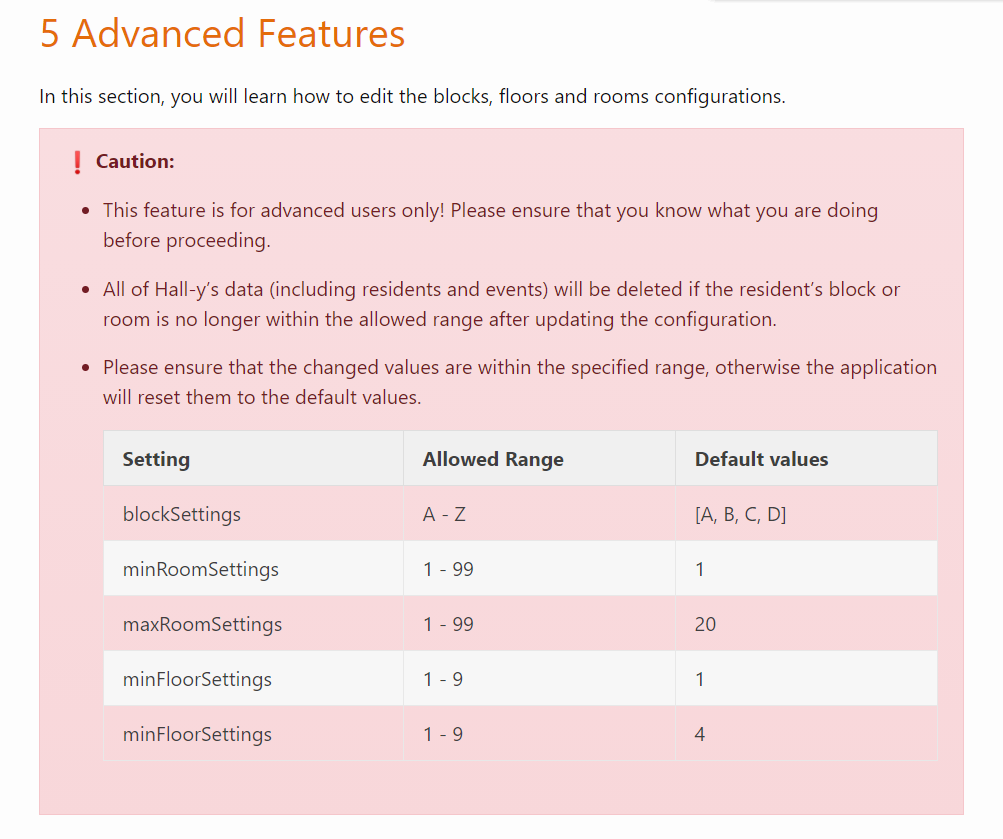 5 Advanced Features
In this section, you will learn how to edit the blocks, floors and rooms configurations.
❗ Caution:
• This feature is for advanced users only! Please ensure that you know what you are doing
before proceeding.
• All of Hall-y’s data (including residents and events) will be deleted if the resident’s block or
room is no longer within the allowed range after updating the configuration.
• Please ensure that the changed values are within the specified range, otherwise the application
will reset them to the default values.
Setting Allowed Range Default values
blockSettings A - Z [A, B, C, D]
minRoomSettings 1 - 99 1
maxRoomSettings 1 - 99 20
minFloorSettings 1 - 9 1
minFloorSettings 1 - 9 4